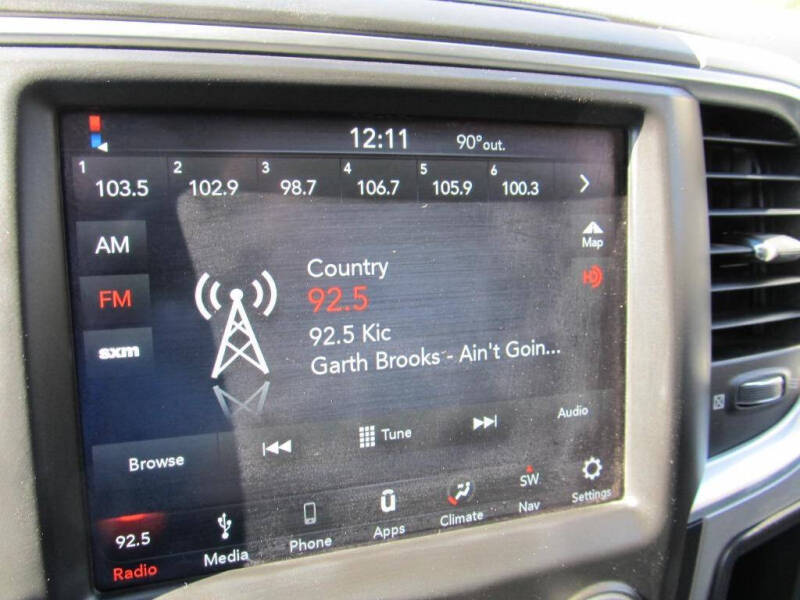 12:11 90°out.
1 103.5 2 102.9 3 98.7 4 106.7 5 105.9 6 100.3
AM
FM
sxm
Country
92.5
92.5 Kic
Garth Brooks - Ain't Goin...
Map
HD
Browse
Tune
Audio
92.5
Radio
Media
Phone
Apps
Climate
SW
Nav
Settings